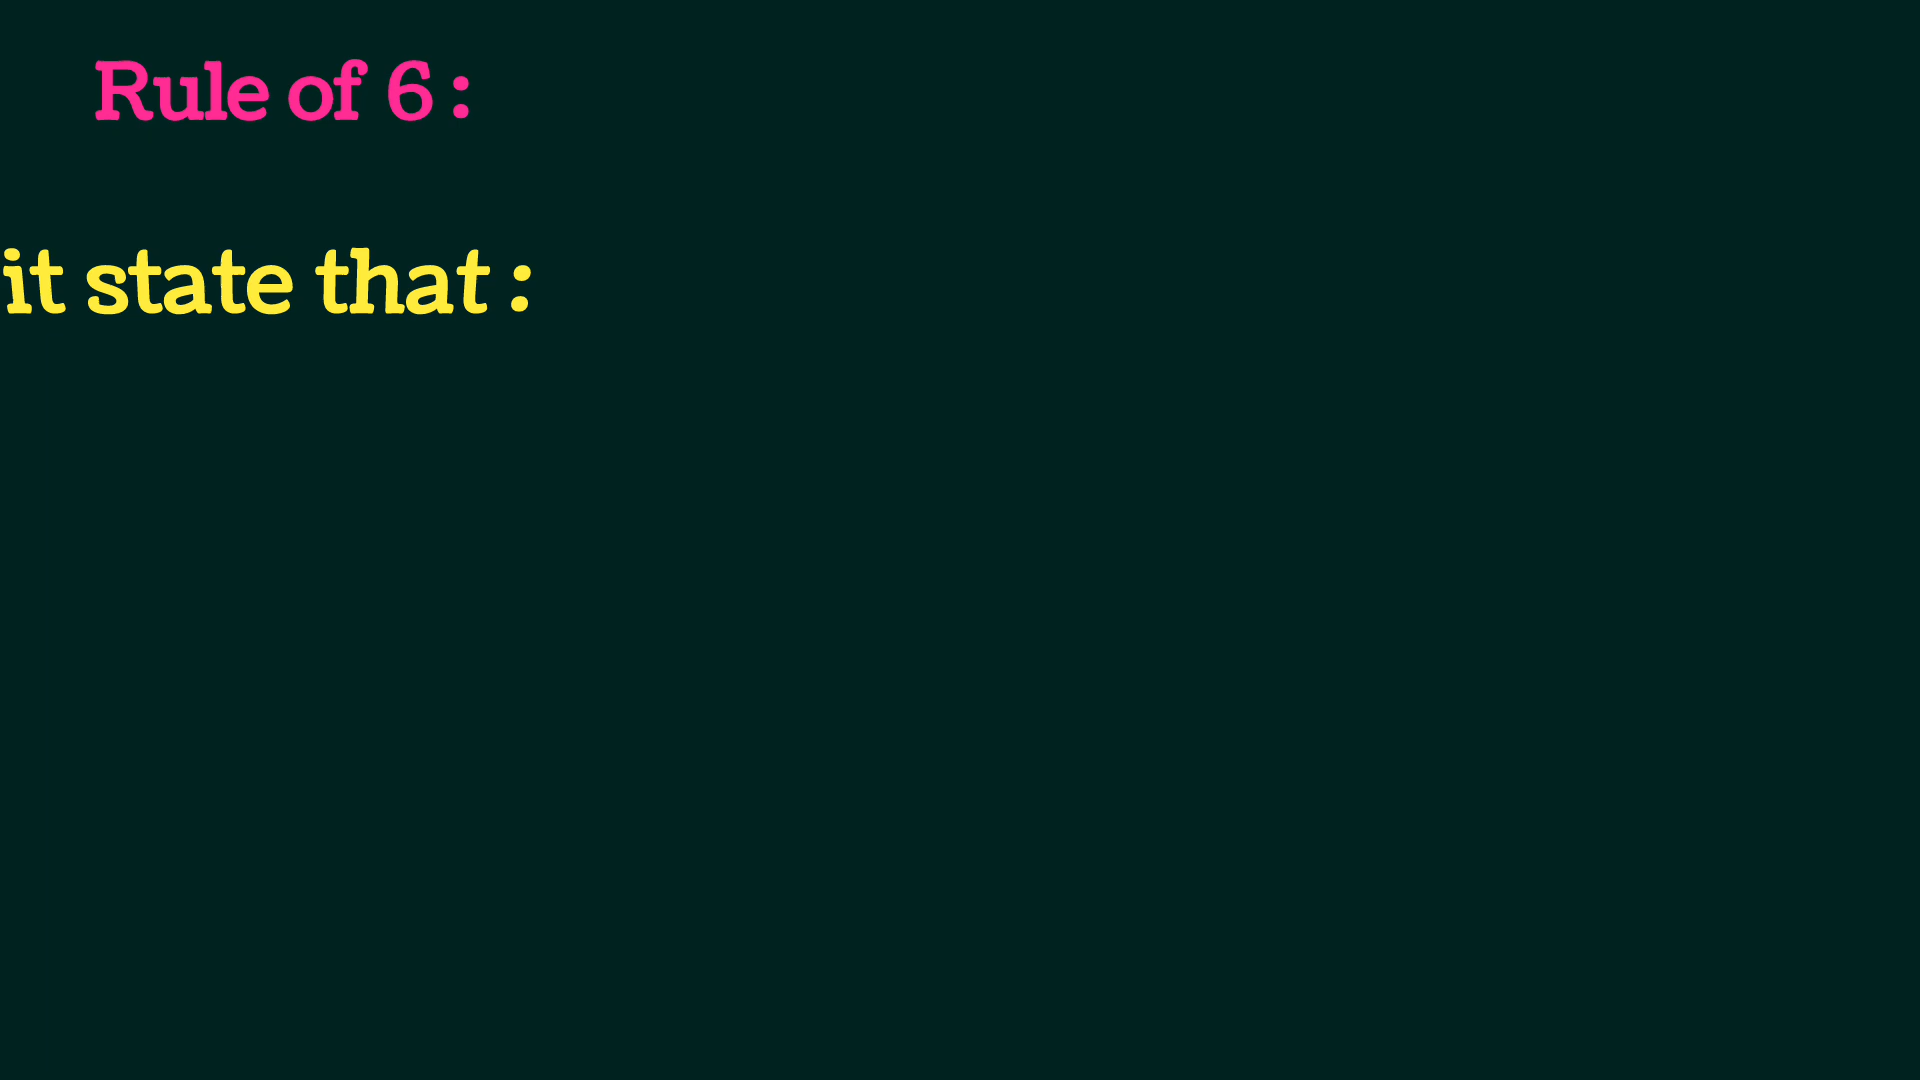 Rule of 6 :
it state that :